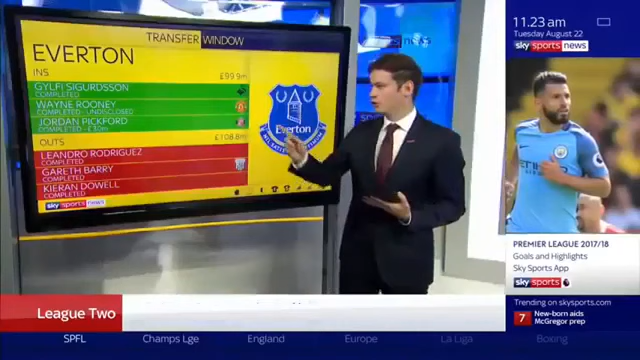 TRANSFER WINDOW
EVERTON
INS £99.9m
GYLFI SIGURDSSON
COMPLETED
WAYNE ROONEY
COMPLETED - UNDISCLOSED
JORDAN PICKFORD
COMPLETED - £30m
OUTS £108.8m
LEANDRO RODRIGUEZ
COMPLETED
GARETH BARRY
COMPLETED
KIERAN DOWELL
COMPLETED
sky sports news
Everton
11.23 am
Tuesday August 22
sky sports news
PREMIER LEAGUE 2017/18
Goals and Highlights
Sky Sports App
sky sports
Trending on skysports.com
7 New-born aids
McGregor prep
League Two
SPFL Champs Lge England Europe La Liga Boxing